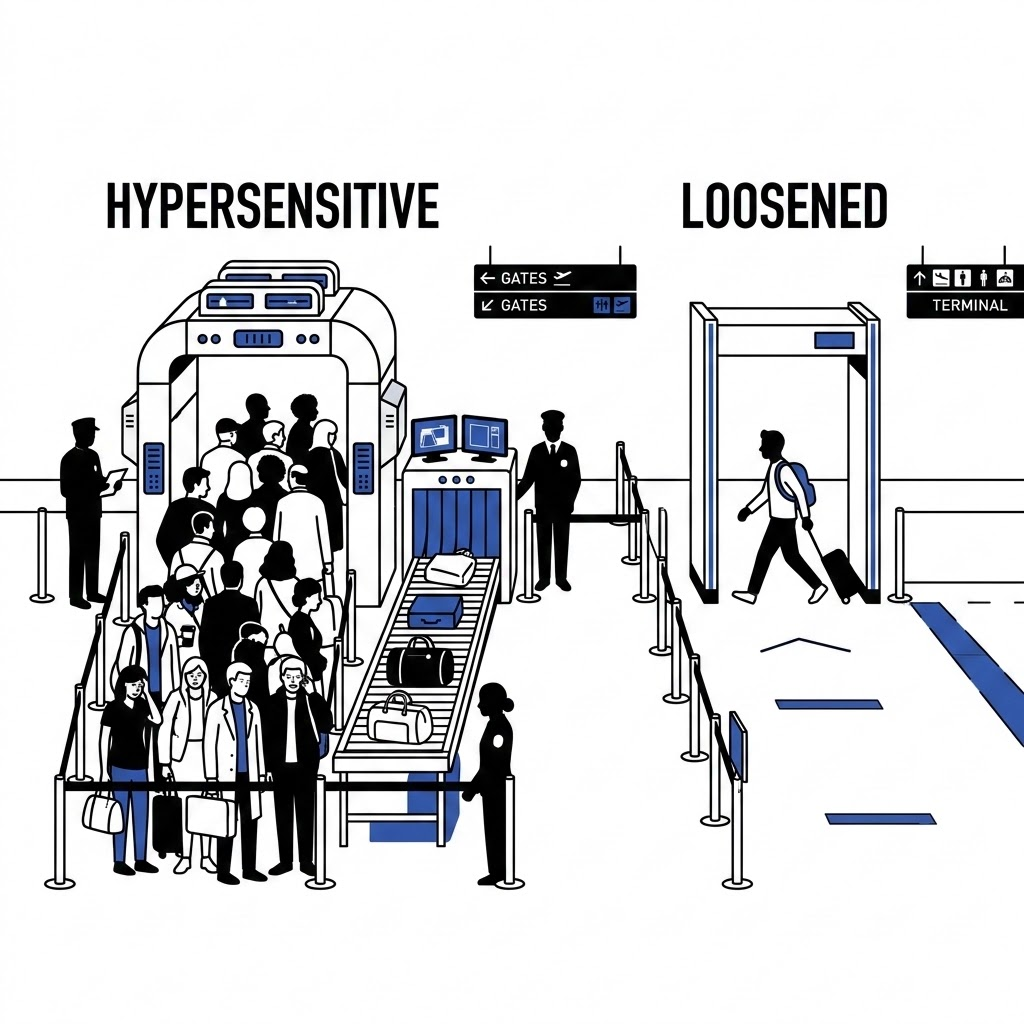 HYPERSENSITIVE
LOOSENED
← GATES
↙ GATES
↑
TERMINAL